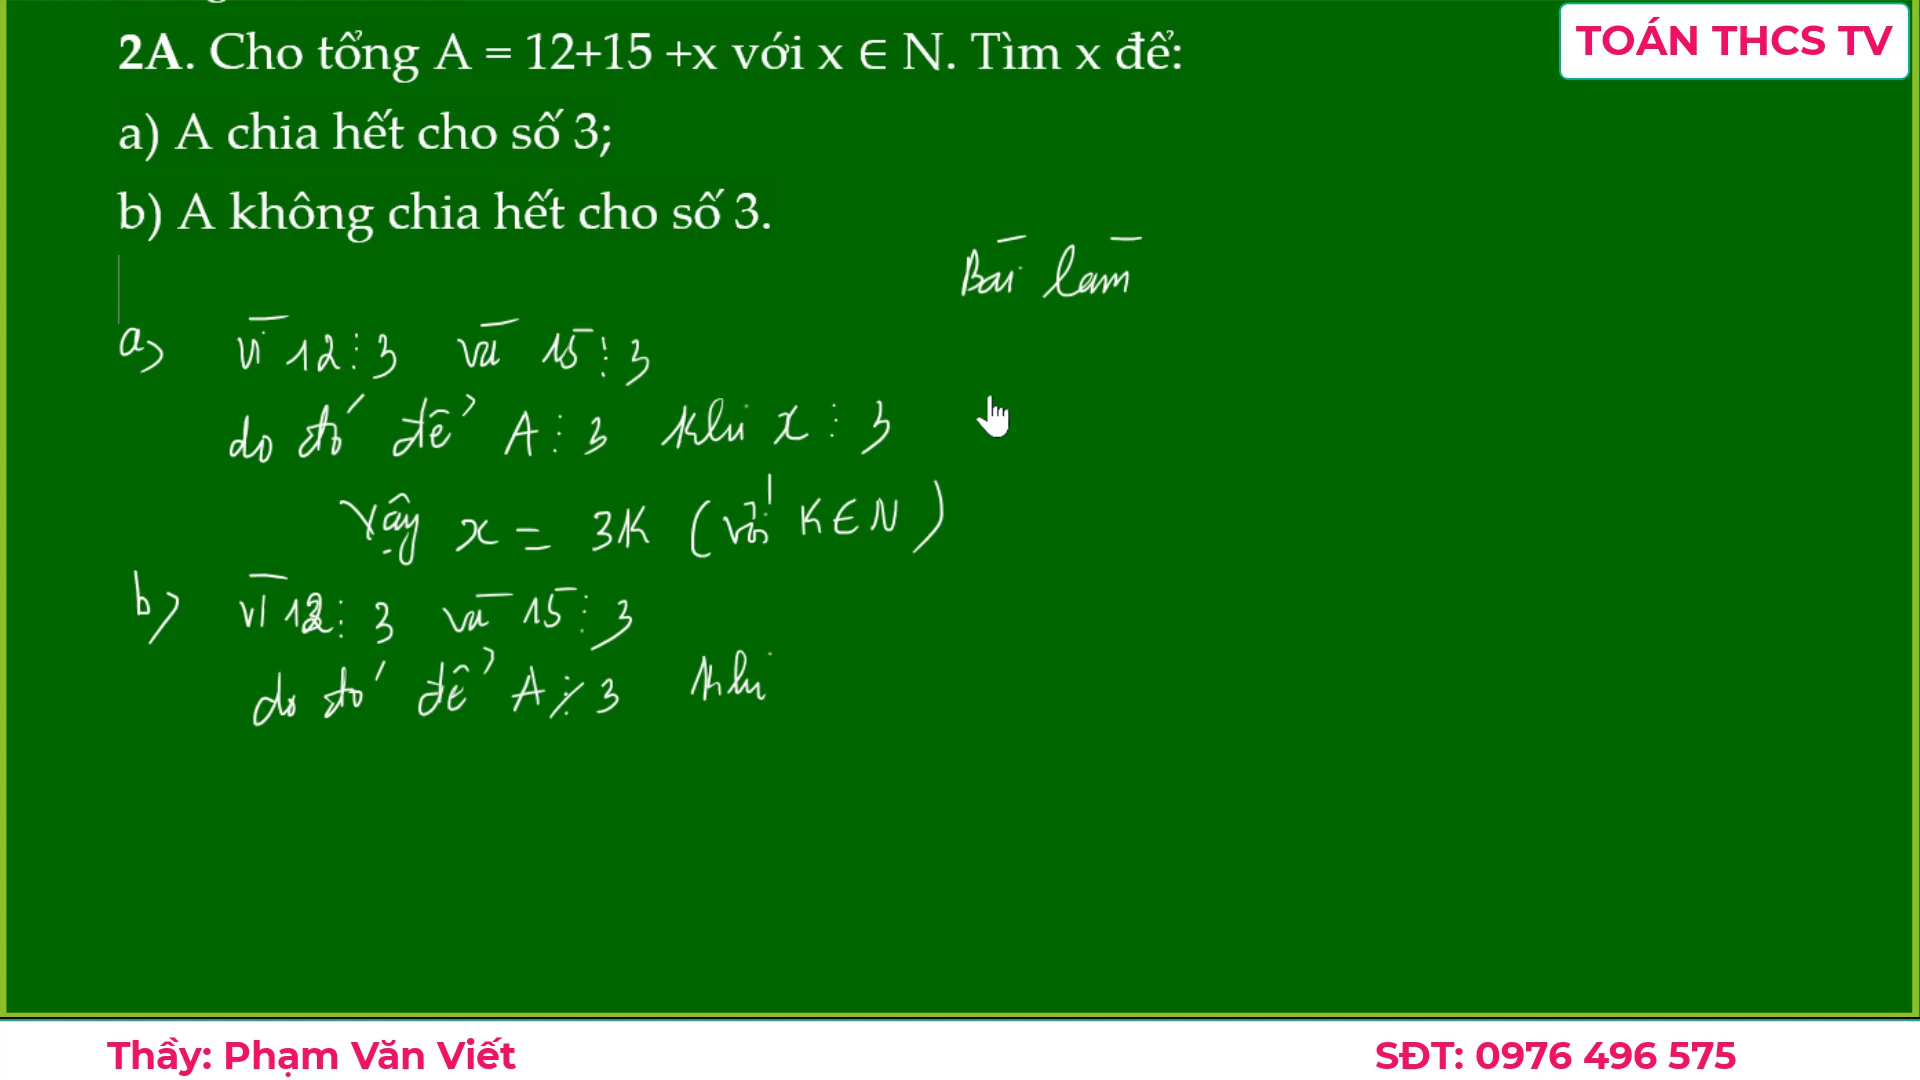 TOÁN THCS TV
2A. Cho tổng A = 12+15 +x với x ∈ N. Tìm x để:
a) A chia hết cho số 3;
b) A không chia hết cho số 3.
Bài làm
a) vì 12 ⋮ 3 và 15 ⋮ 3
do đó để A ⋮ 3 khi x ⋮ 3
Vậy x = 3K (với K ∈ N)
b) vì 12 ⋮ 3 và 15 ⋮ 3
do đó để A ⋮̸ 3 khi
Thầy: Phạm Văn Viết
SĐT: 0976 496 575